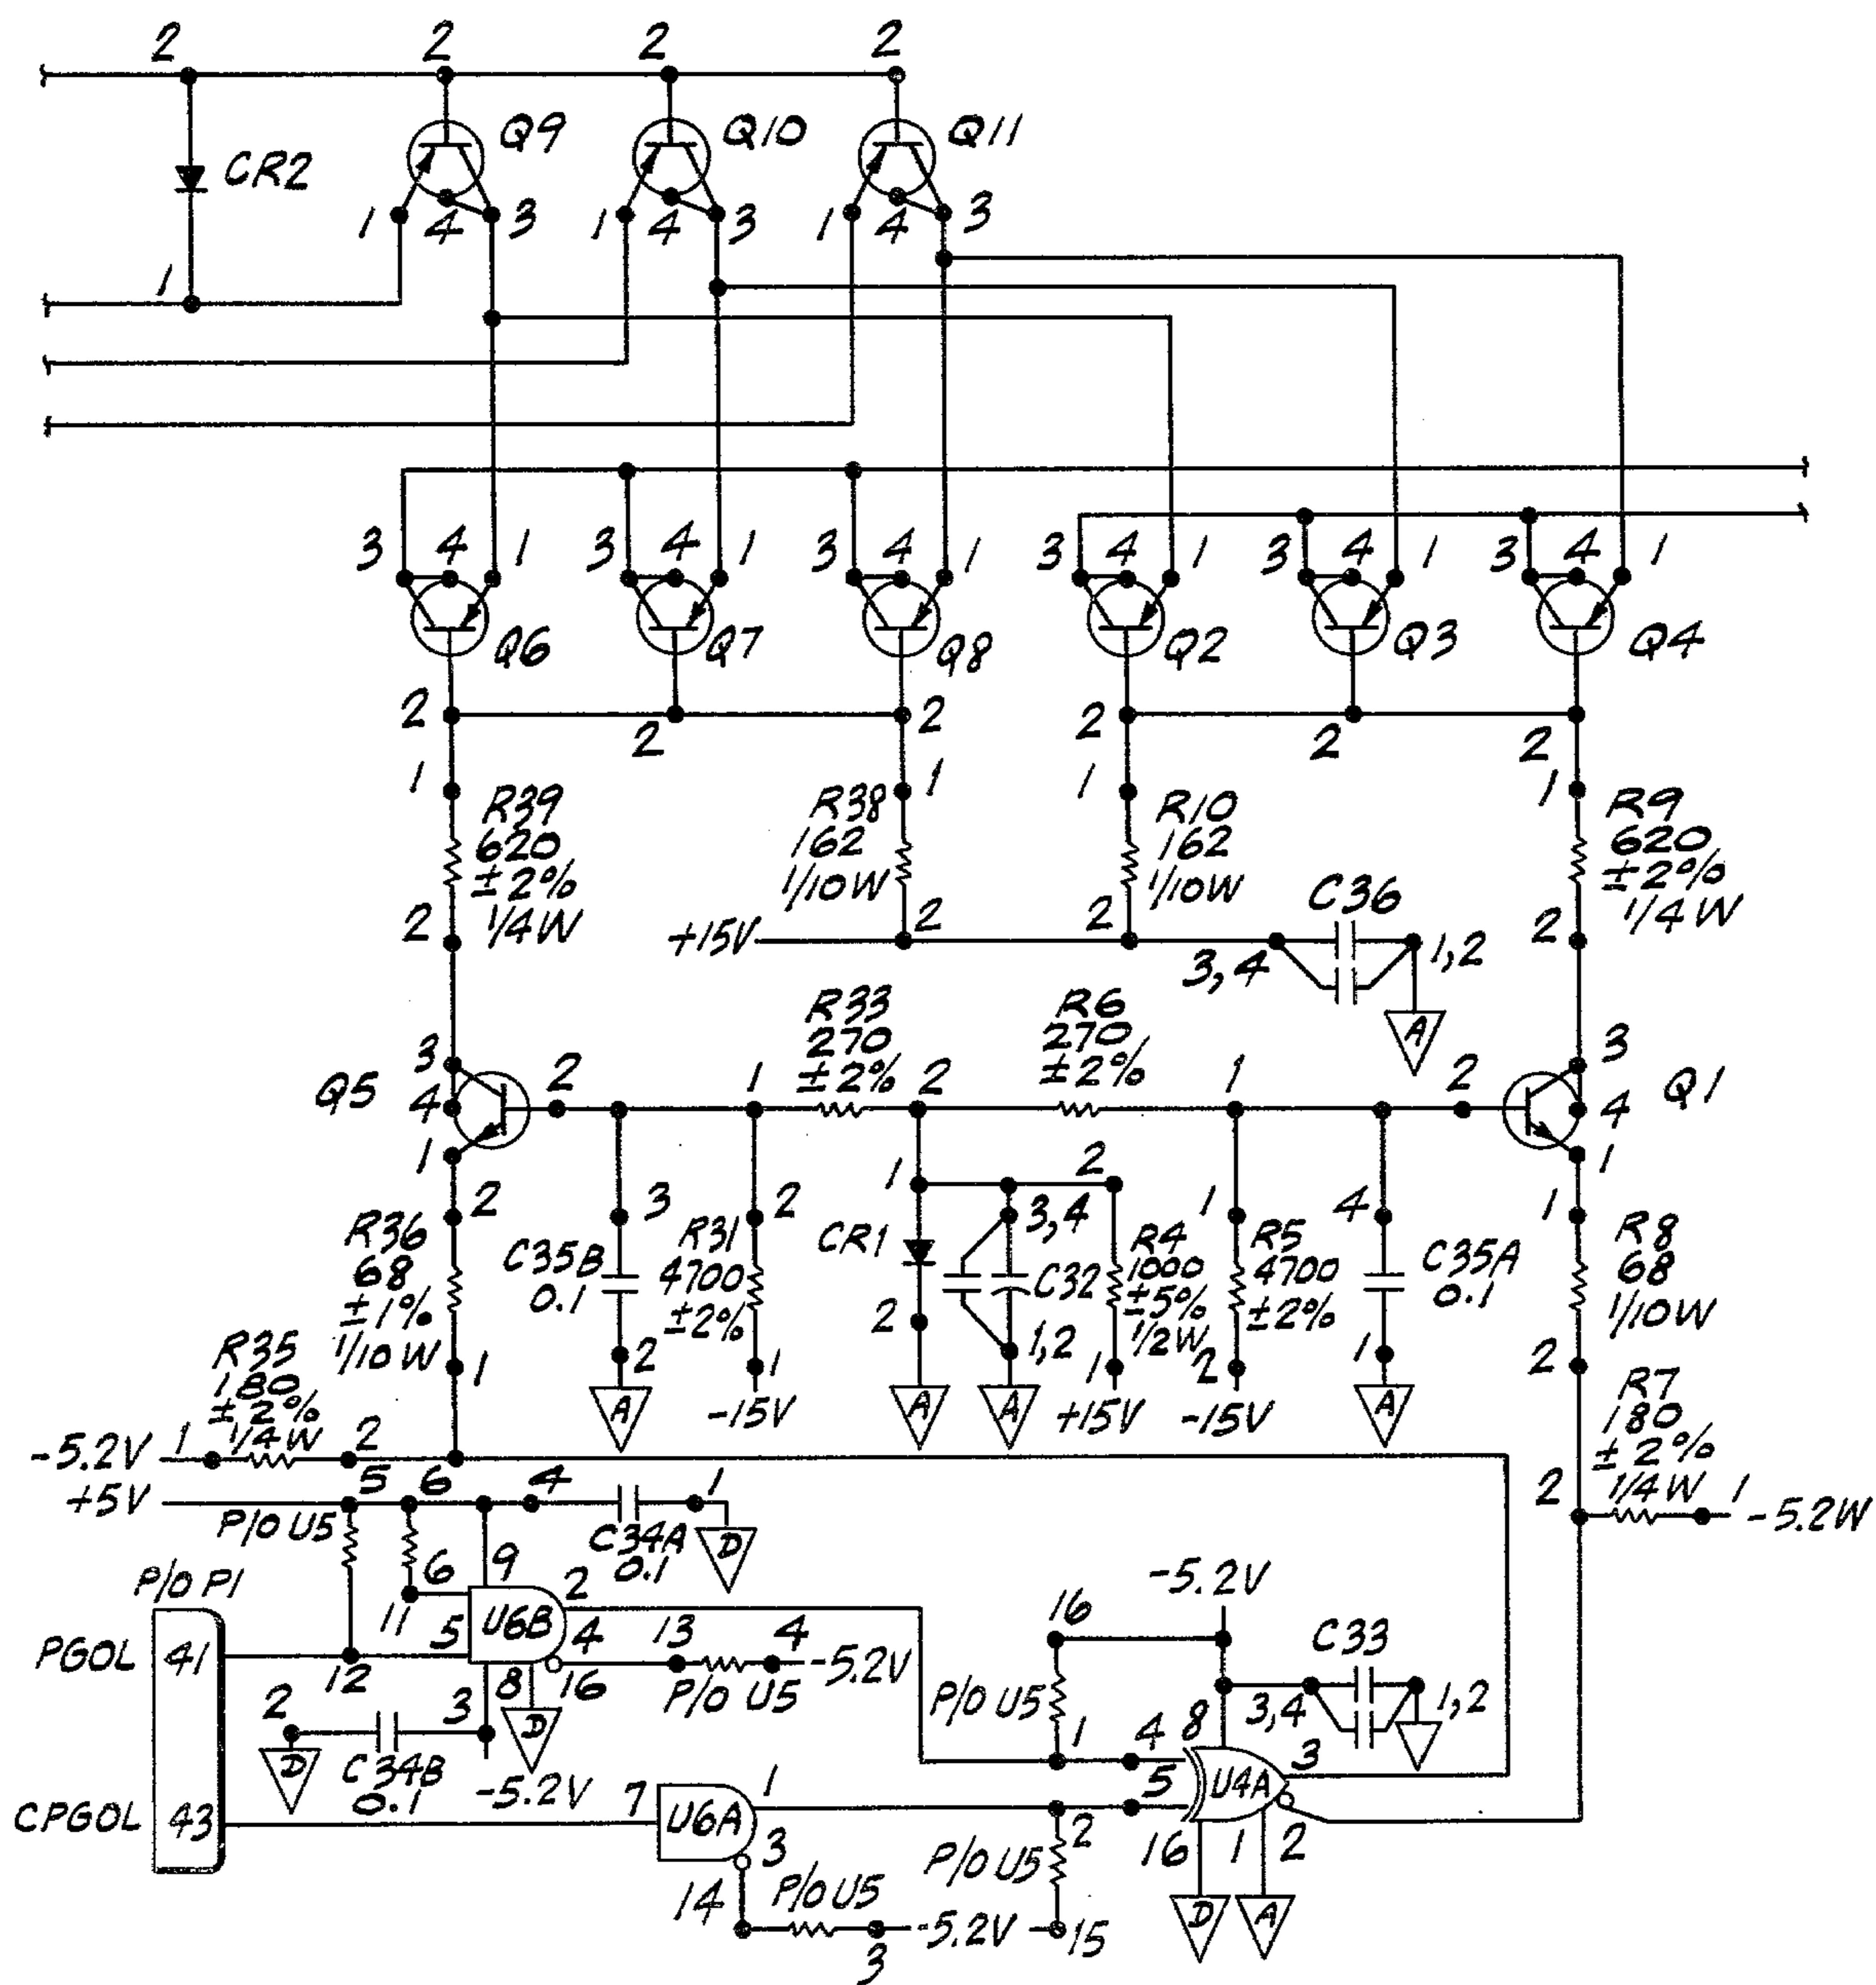 2 2 2 2
CR2 Q9 Q10 Q11
1 4 3 1 4 3 1 4 3
1
3 4 1 3 4 1 3 4 1 3 4 1 3 4 1 3 4 1
Q6 Q7 Q8 Q2 Q3 Q4
2 2 2 2 2 2
1 1 1 1
R39
620
±2%
1/4W
2
R38
162
1/10W
2
R10
162
1/10W
2
R9
620
±2%
1/4W
2
+15V
C36
3,4 1,2
A
R33
270
±2%
R6
270
±2%
Q5
3
4
1
2 1 2 1 2
3
4
1
Q1
2
R36
68
±1%
1/10W
1
3
C35B
0.1
2
A
2
R31
4700
±2%
1
-15V
1
CR1
2
A
3,4
C32
1,2
A
2
R4
1000
±5%
1/2W
1
+15V
1
R5
4700
±2%
2
-15V
4
C35A
0.1
1
A
1
R8
68
1/10W
2
R35
180
±2%
1/4W
-5.2V 1 2
R7
180
±2%
1/4W
2 1 -5.2W
+5V
5 6 4 1
P/O U5
C34A
0.1
D
P/O P1
6 9 2
11 5 U6B 4
PGOL 41
12
8 16
13 4 -5.2V
P/O U5
D
2 3
D
C34B
0.1
-5.2V
CPGOL 43
7 U6A 1
3
14
P/O U5
3
-5.2V
15
-5.2V
16
P/O U5
1 4
8
3,4
C33
1,2
5 U4A 3
2
P/O U5
16 1 2
D A